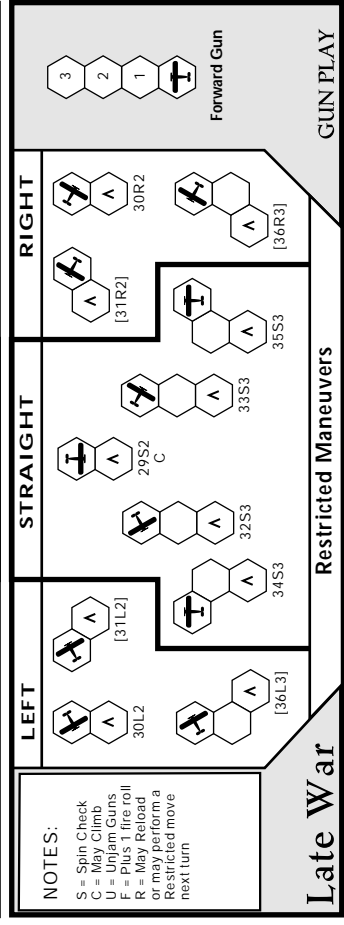 NOTES:
S = Spin Check
C = May Climb
U = Unjam Guns
F = Plus 1 fire roll
R = May Reload
or may perform a
Restricted move
next turn
Late War
LEFT
STRAIGHT
RIGHT
30L2
[31L2]
29S2
C
[31R2]
30R2
[36L3]
34S3
32S3
33S3
35S3
[36R3]
Restricted Maneuvers
3
2
1
Forward Gun
GUN PLAY